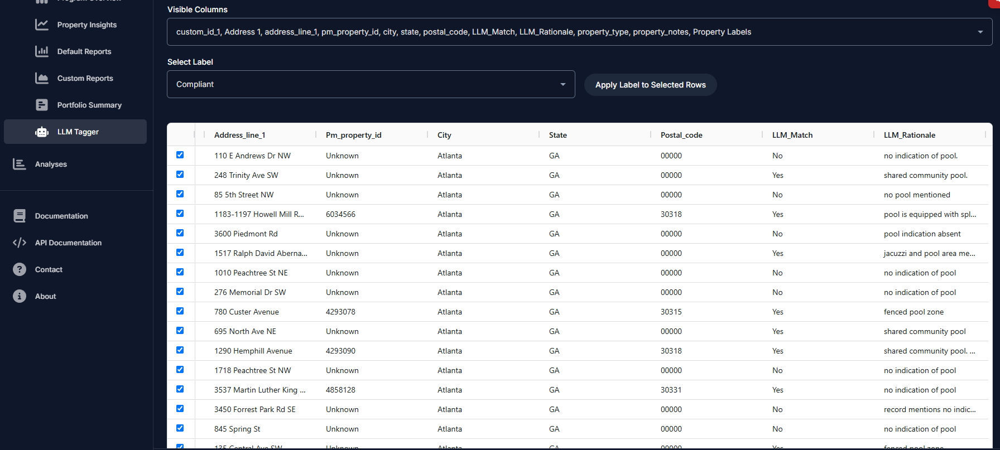 Program Overview
Property Insights
Default Reports
Custom Reports
Portfolio Summary
LLM Tagger
Analyses
Documentation
API Documentation
Contact
About
Visible Columns
custom_id_1, Address 1, address_line_1, pm_property_id, city, state, postal_code, LLM_Match, LLM_Rationale, property_type, property_notes, Property Labels
Select Label
Compliant
Apply Label to Selected Rows
Address_line_1 Pm_property_id City State Postal_code LLM_Match LLM_Rationale
110 E Andrews Dr NW Unknown Atlanta GA 00000 No no indication of pool.
248 Trinity Ave SW Unknown Atlanta GA 00000 Yes shared community pool.
85 5th Street NW Unknown Atlanta GA 00000 No no pool mentioned
1183-1197 Howell Mill R... 6034566 Atlanta GA 30318 Yes pool is equipped with spl...
3600 Piedmont Rd Unknown Atlanta GA 00000 No pool indication absent
1517 Ralph David Aberna... Unknown Atlanta GA 00000 Yes jacuzzi and pool area me...
1010 Peachtree St NE Unknown Atlanta GA 00000 No no indication of pool
276 Memorial Dr SW Unknown Atlanta GA 00000 No no indication of pool
780 Custer Avenue 4293078 Atlanta GA 30315 Yes fenced pool zone
695 North Ave NE Unknown Atlanta GA 00000 Yes shared community pool
1290 Hemphill Avenue 4293090 Atlanta GA 30318 Yes shared community pool. ...
1718 Peachtree St NW Unknown Atlanta GA 00000 No no indication of pool
3537 Martin Luther King ... 4858128 Atlanta GA 30331 Yes no indication of pool
3450 Forrest Park Rd SE Unknown Atlanta GA 00000 No record mentions no indic...
845 Spring St Unknown Atlanta GA 00000 No no indication of pool
135 Central Ave SW Unknown Atlanta GA 00000 Yes fenced pool zone